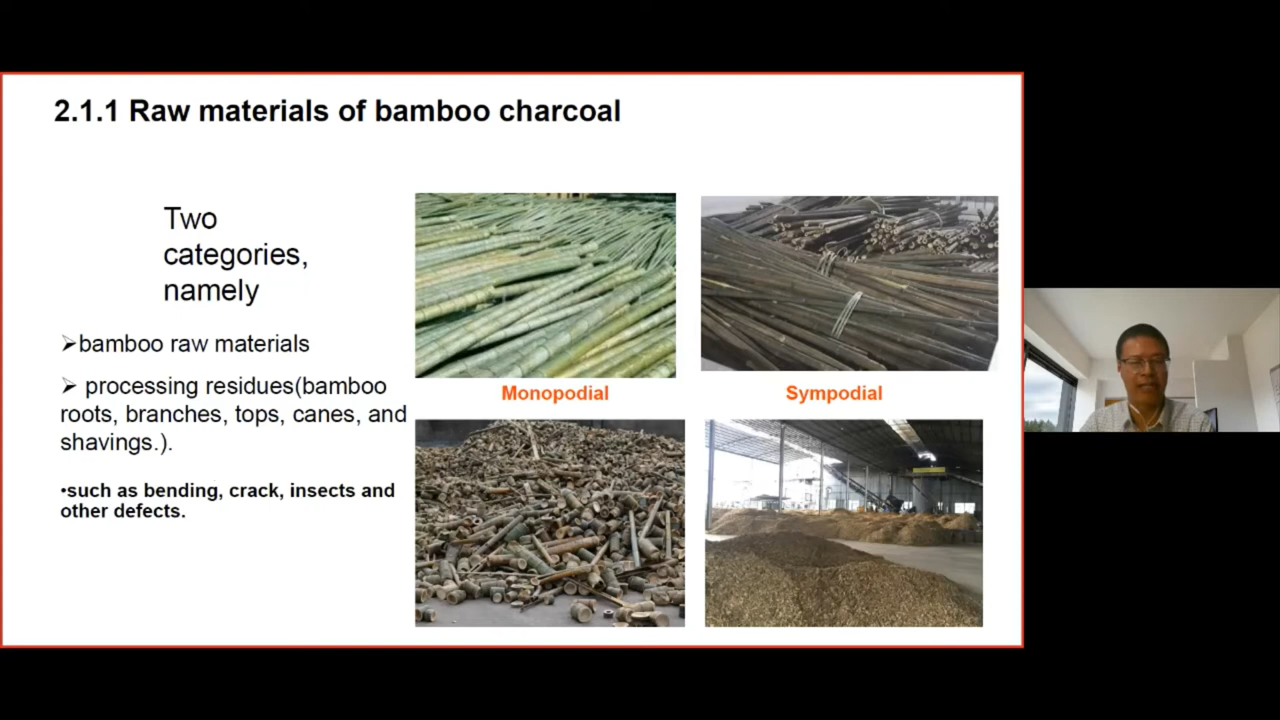 2.1.1 Raw materials of bamboo charcoal
Two
categories,
namely
➢bamboo raw materials
➢ processing residues(bamboo
roots, branches, tops, canes, and
shavings.).
•such as bending, crack, insects and
other defects.
Monopodial
Sympodial